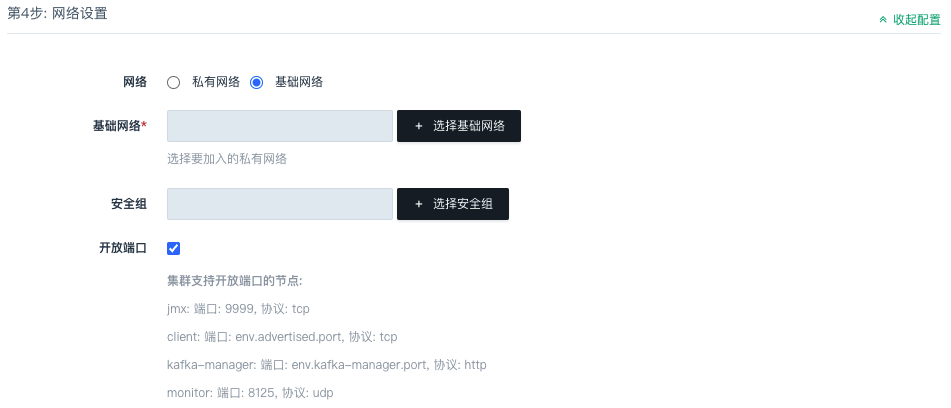 第4步: 网络设置
收起配置
网络 私有网络 基础网络
基础网络* + 选择基础网络
选择要加入的私有网络
安全组 + 选择安全组
开放端口
集群支持开放端口的节点:
jmx: 端口: 9999, 协议: tcp
client: 端口: env.advertised.port, 协议: tcp
kafka-manager: 端口: env.kafka-manager.port, 协议: http
monitor: 端口: 8125, 协议: udp